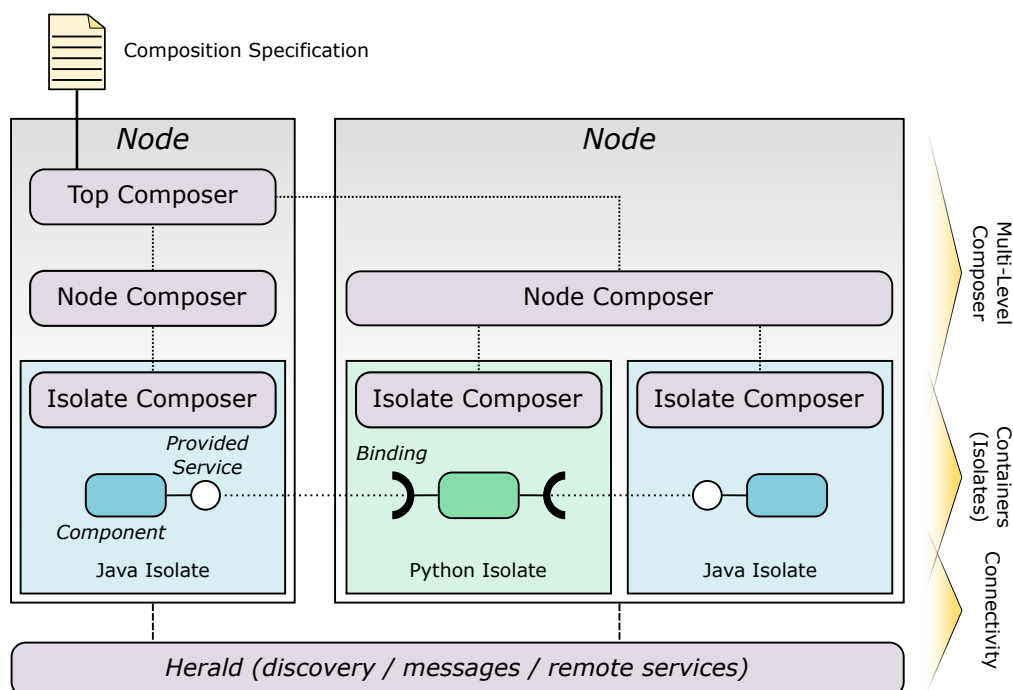 Composition Specification
Node
Node
Top Composer
Node Composer
Node Composer
Isolate Composer
Isolate Composer
Isolate Composer
Provided
Service
Binding
Component
Java Isolate
Python Isolate
Java Isolate
Herald (discovery / messages / remote services)
Multi-Level
Composer
Containers
(Isolates)
Connectivity